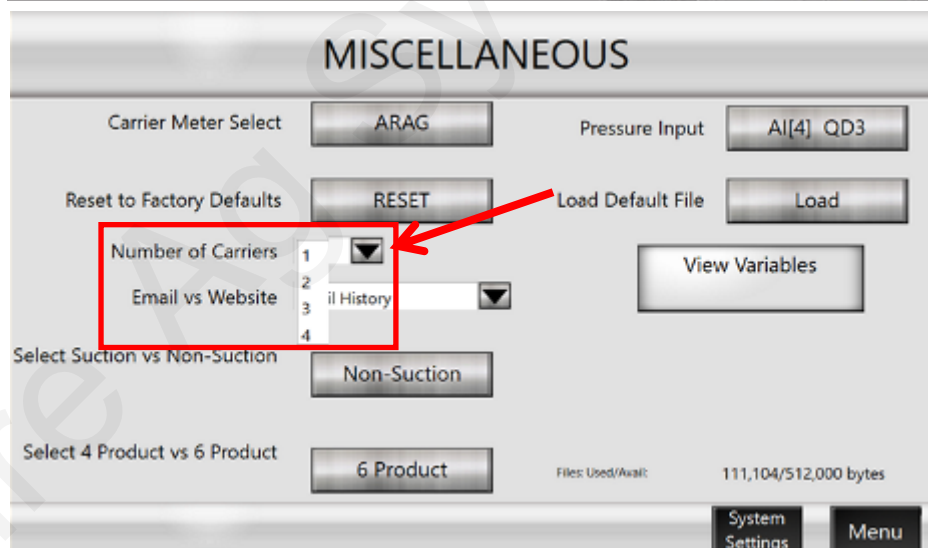 MISCELLANEOUS
Carrier Meter Select ARAG Pressure Input AI[4] QD3
Reset to Factory Defaults RESET Load Default File Load
Number of Carriers 1
2
3
4
View Variables
Email vs Website il History
Select Suction vs Non-Suction Non-Suction
Select 4 Product vs 6 Product 6 Product Files: Used/Avail: 111,104/512,000 bytes
System
Settings
Menu